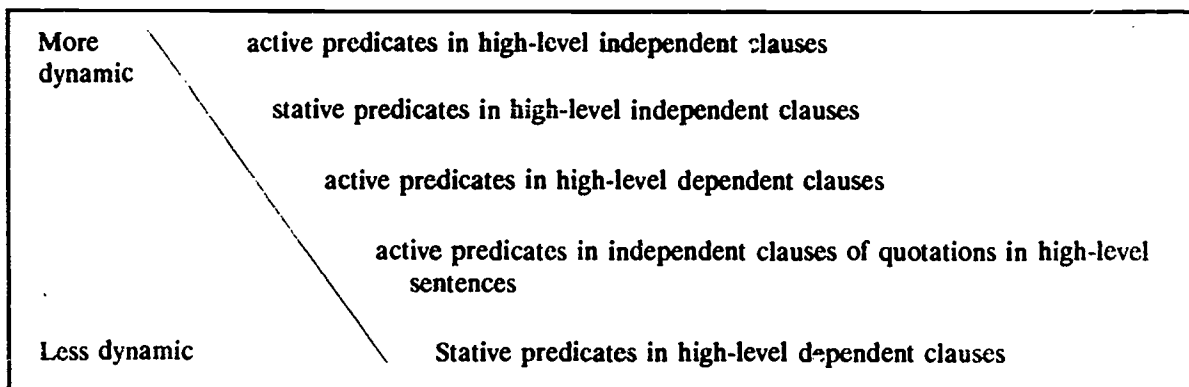 More
dynamic
active predicates in high-level independent clauses
stative predicates in high-level independent clauses
active predicates in high-level dependent clauses
active predicates in independent clauses of quotations in high-level
sentences
Less dynamic
Stative predicates in high-level dependent clauses